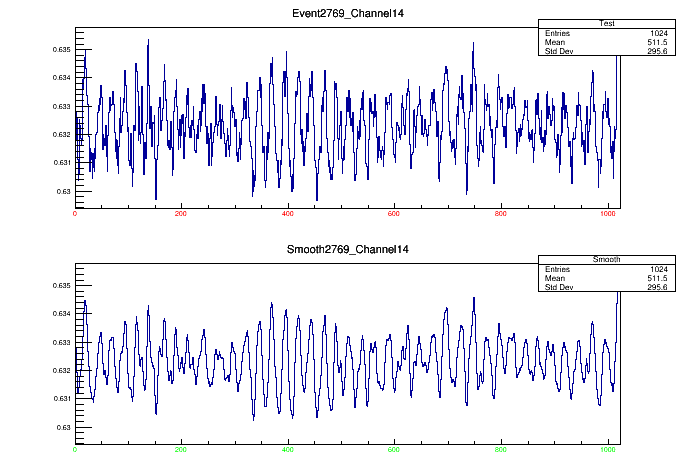 Event2769_Channel14
Test
Entries 1024
Mean 511.5
Std Dev 295.6
0.635
0.634
0.633
0.632
0.631
0.63
0 200 400 600 800 1000
Smooth2769_Channel14
Smooth
Entries 1024
Mean 511.5
Std Dev 295.6
0.635
0.634
0.633
0.632
0.631
0.63
0 200 400 600 800 1000